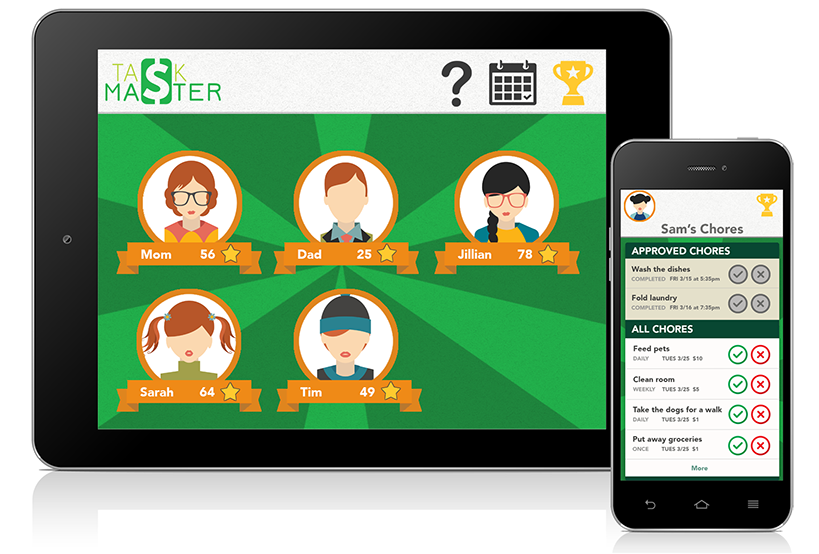 TASK
MASTER
?
Mom 56
Dad 25
Jillian 78
Sarah 64
Tim 49
Sam's Chores
APPROVED CHORES
Wash the dishes
COMPLETED FRI 3/15 at 5:35pm
Fold laundry
COMPLETED FRI 3/16 at 7:35pm
ALL CHORES
Feed pets
DAILY TUES 3/25 $10
Clean room
WEEKLY TUES 3/25 $5
Take the dogs for a walk
DAILY TUES 3/25 $1
Put away groceries
ONCE TUES 3/25 $1
More